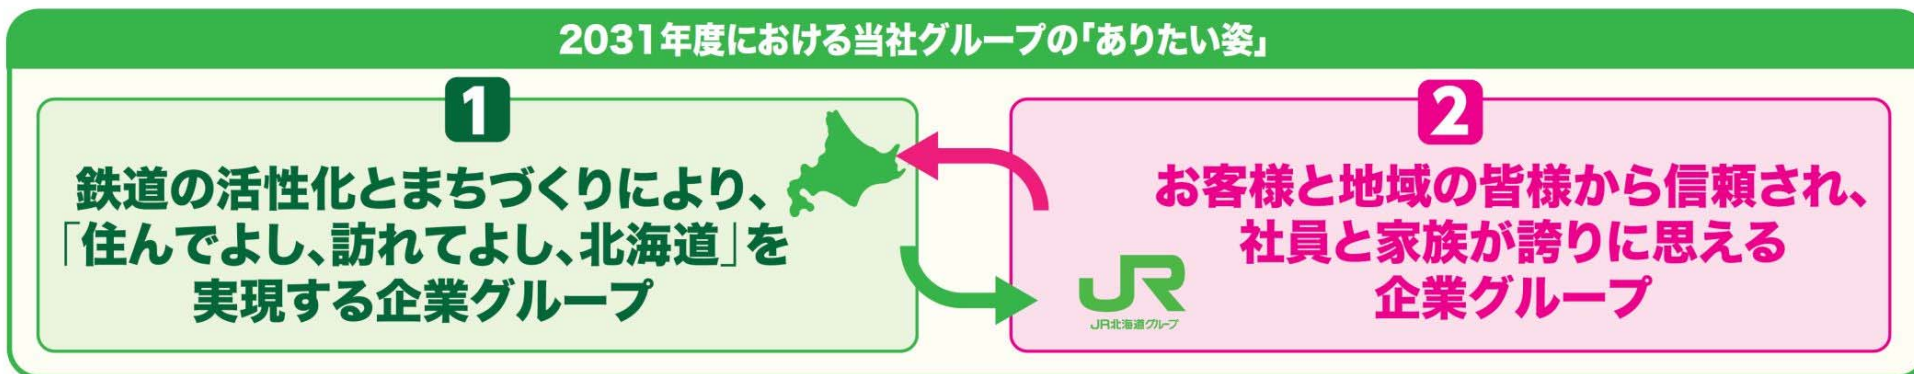 2031年度における当社グループの「ありたい姿」
1
鉄道の活性化とまちづくりにより、
「住んでよし、訪れてよし、北海道」を
実現する企業グループ
2
お客様と地域の皆様から信頼され、
社員と家族が誇りに思える
企業グループ
JR
JR北海道グループ